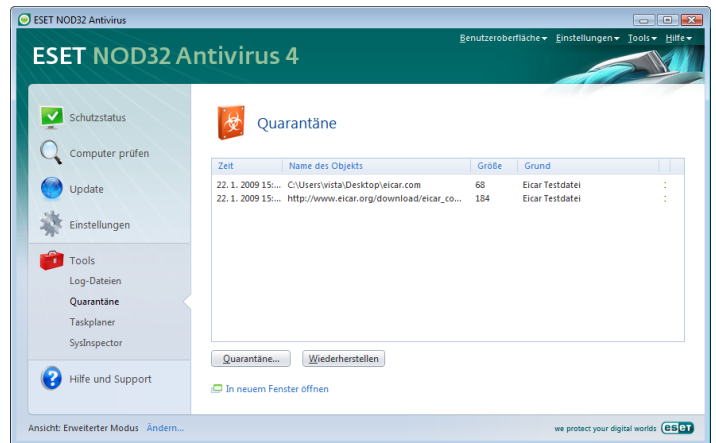 ESET NOD32 Antivirus
Benutzeroberfläche Einstellungen Tools Hilfe
ESET NOD32 Antivirus 4
Schutzstatus
Computer prüfen
Update
Einstellungen
Tools
Log-Dateien
Quarantäne
Taskplaner
SysInspector
Hilfe und Support
Quarantäne
Zeit Name des Objekts Größe Grund
22. 1. 2009 15:... C:\Users\vista\Desktop\eicar.com 68 Eicar Testdatei
22. 1. 2009 15:... http://www.eicar.org/download/eicar_co... 184 Eicar Testdatei
Quarantäne... Wiederherstellen
In neuem Fenster öffnen
Ansicht: Erweiterter Modus Ändern...
we protect your digital worlds eseT